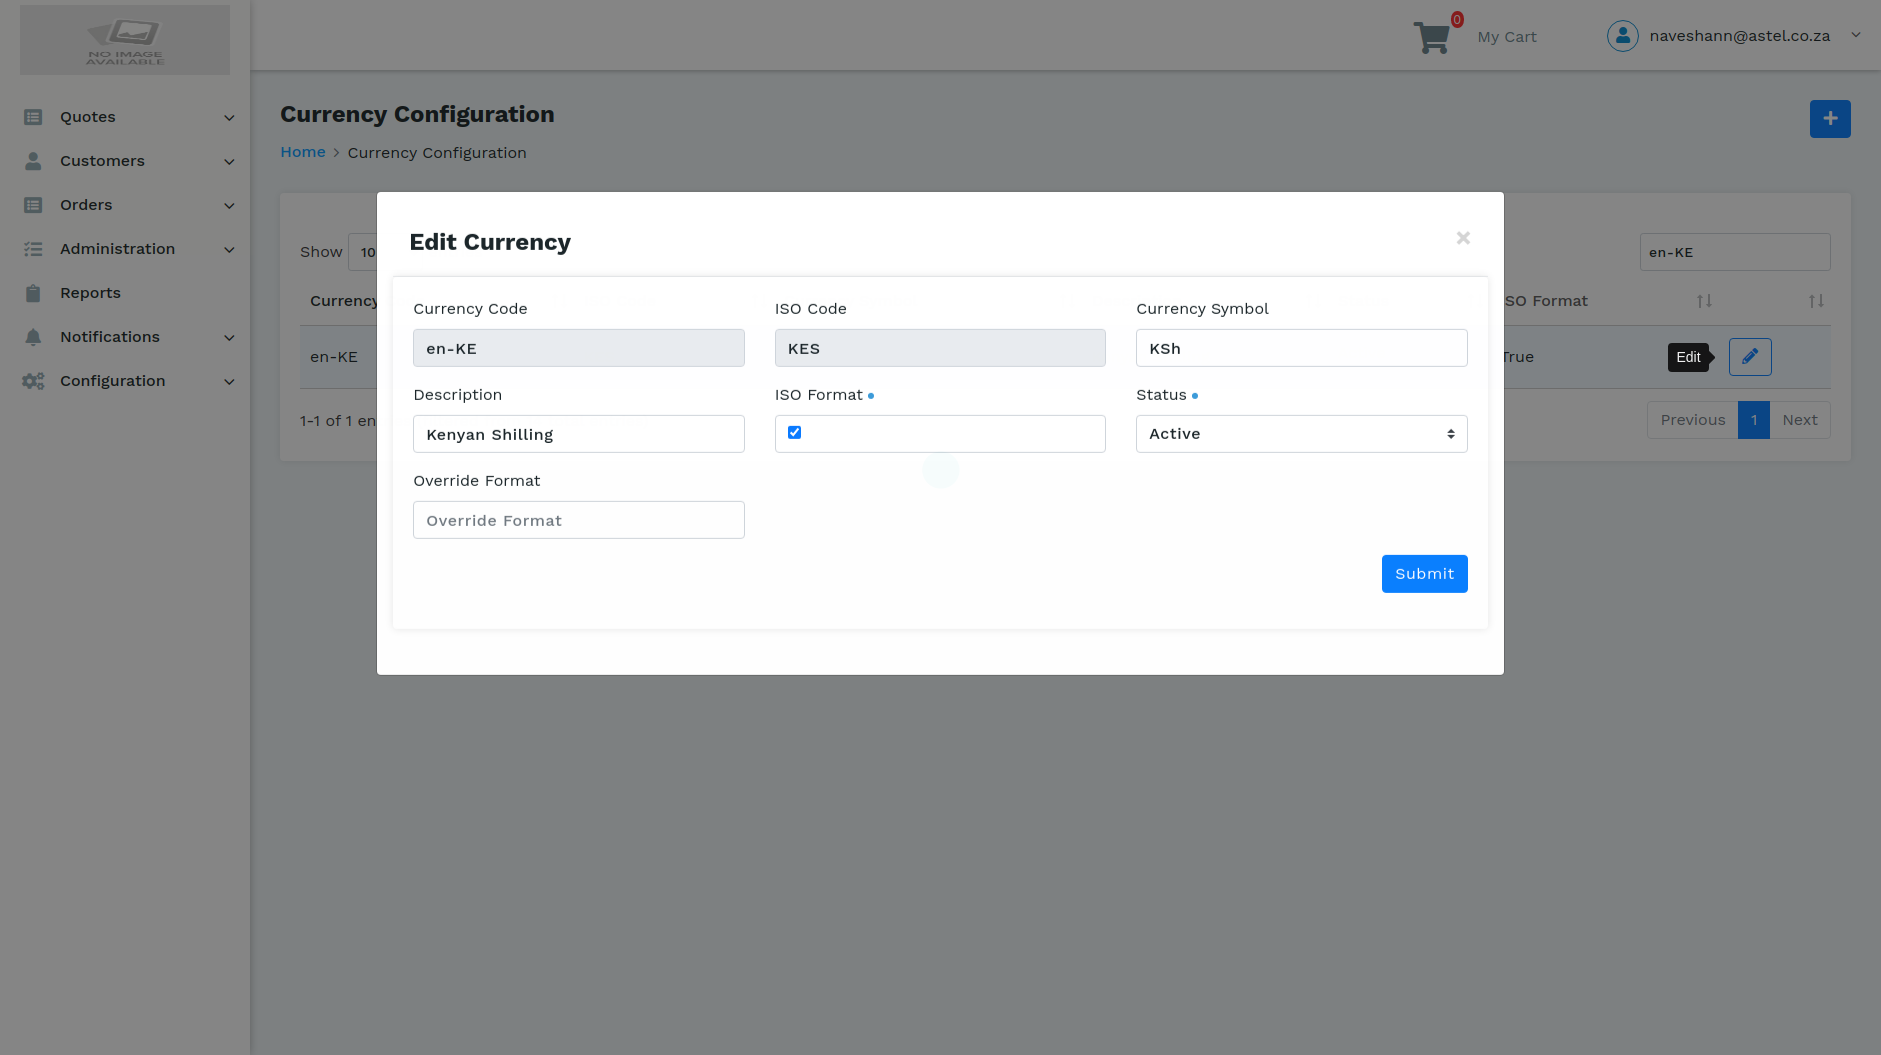 NO IMAGE
AVAILABLE
0
My Cart
naveshann@astel.co.za
Quotes
Customers
Orders
Administration
Reports
Notifications
Configuration
Currency Configuration
Home > Currency Configuration
Show 10
en-KE
Currency
SO Format
en-KE
True
Edit
1-1 of 1 en
Previous 1 Next
Edit Currency
×
Currency Code
en-KE
ISO Code
KES
Currency Symbol
KSh
Description
Kenyan Shilling
ISO Format
Status
Active
Override Format
Override Format
Submit